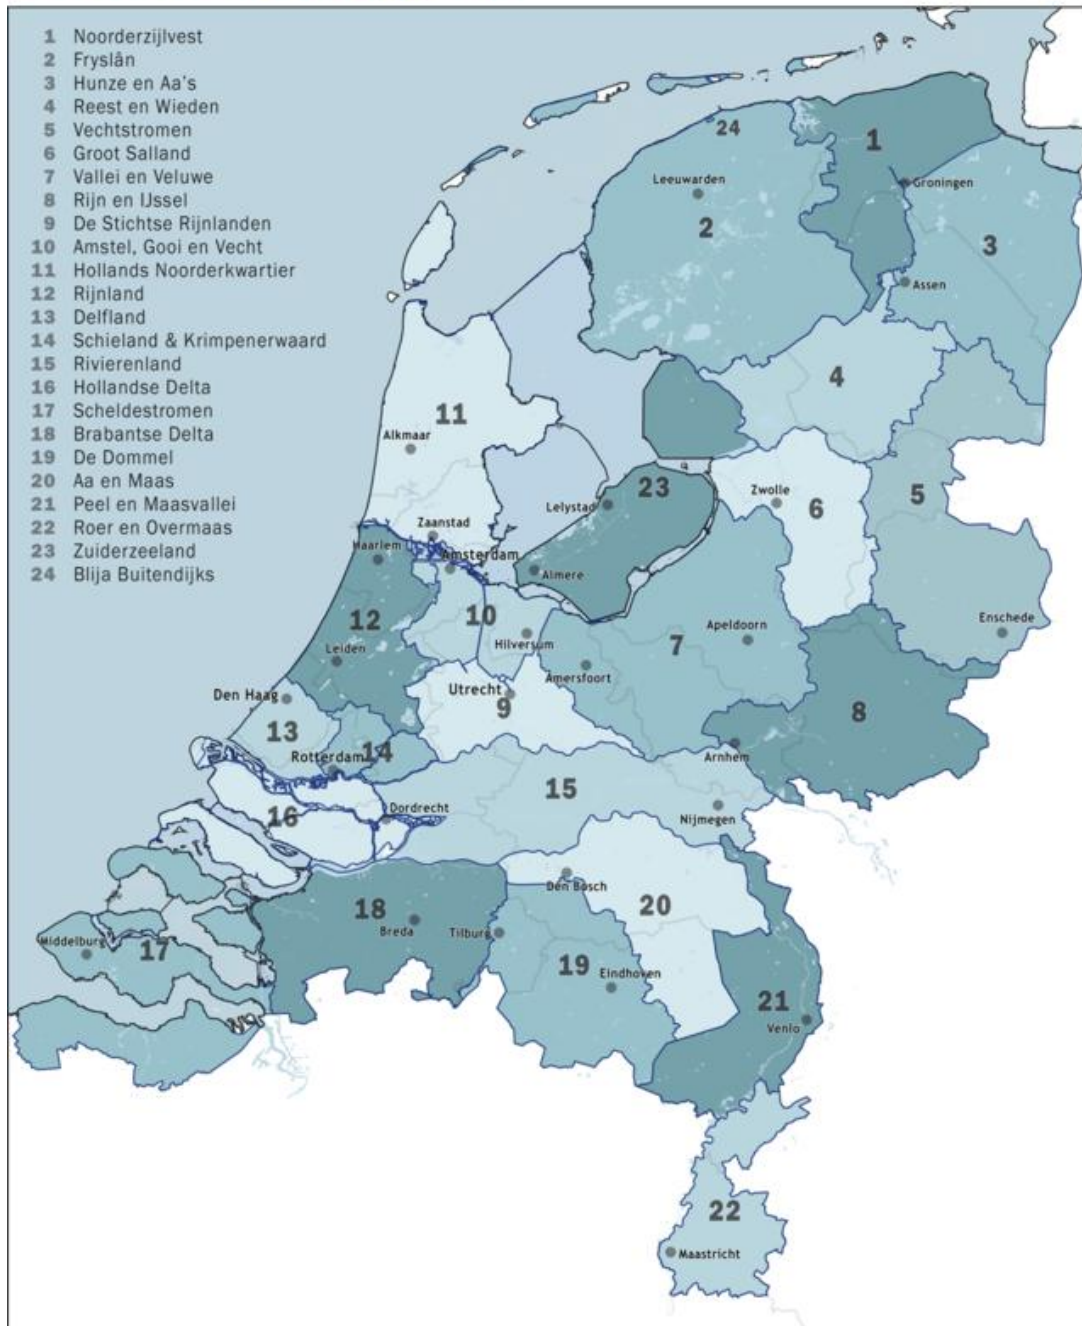 1 Noorderzijlvest
2 Fryslân
3 Hunze en Aa's
4 Reest en Wieden
5 Vechtstromen
6 Groot Salland
7 Vallei en Veluwe
8 Rijn en IJssel
9 De Stichtse Rijnlanden
10 Amstel, Gooi en Vecht
11 Hollands Noorderkwartier
12 Rijnland
13 Delfland
14 Schieland & Krimpenerwaard
15 Rivierenland
16 Hollandse Delta
17 Scheldestromen
18 Brabantse Delta
19 De Dommel
20 Aa en Maas
21 Peel en Maasvallei
22 Roer en Overmaas
23 Zuiderzeeland
24 Blija Buitendijks
24
1
Leeuwarden
Groningen
2
3
Assen
4
11
Alkmaar
23
Zwolle
5
Lelystad
6
Zaanstad
Haarlem
Amsterdam
Almere
10
12
Enschede
Apeldoorn
7
Hilversum
Leiden
Amersfoort
Utrecht
Den Haag
9
8
13
14
Rotterdam
Arnhem
15
Dordrecht
16
Nijmegen
Den Bosch
18
20
Breda
Tilburg
Middelburg
17
19
Eindhoven
21
Venlo
22
Maastricht